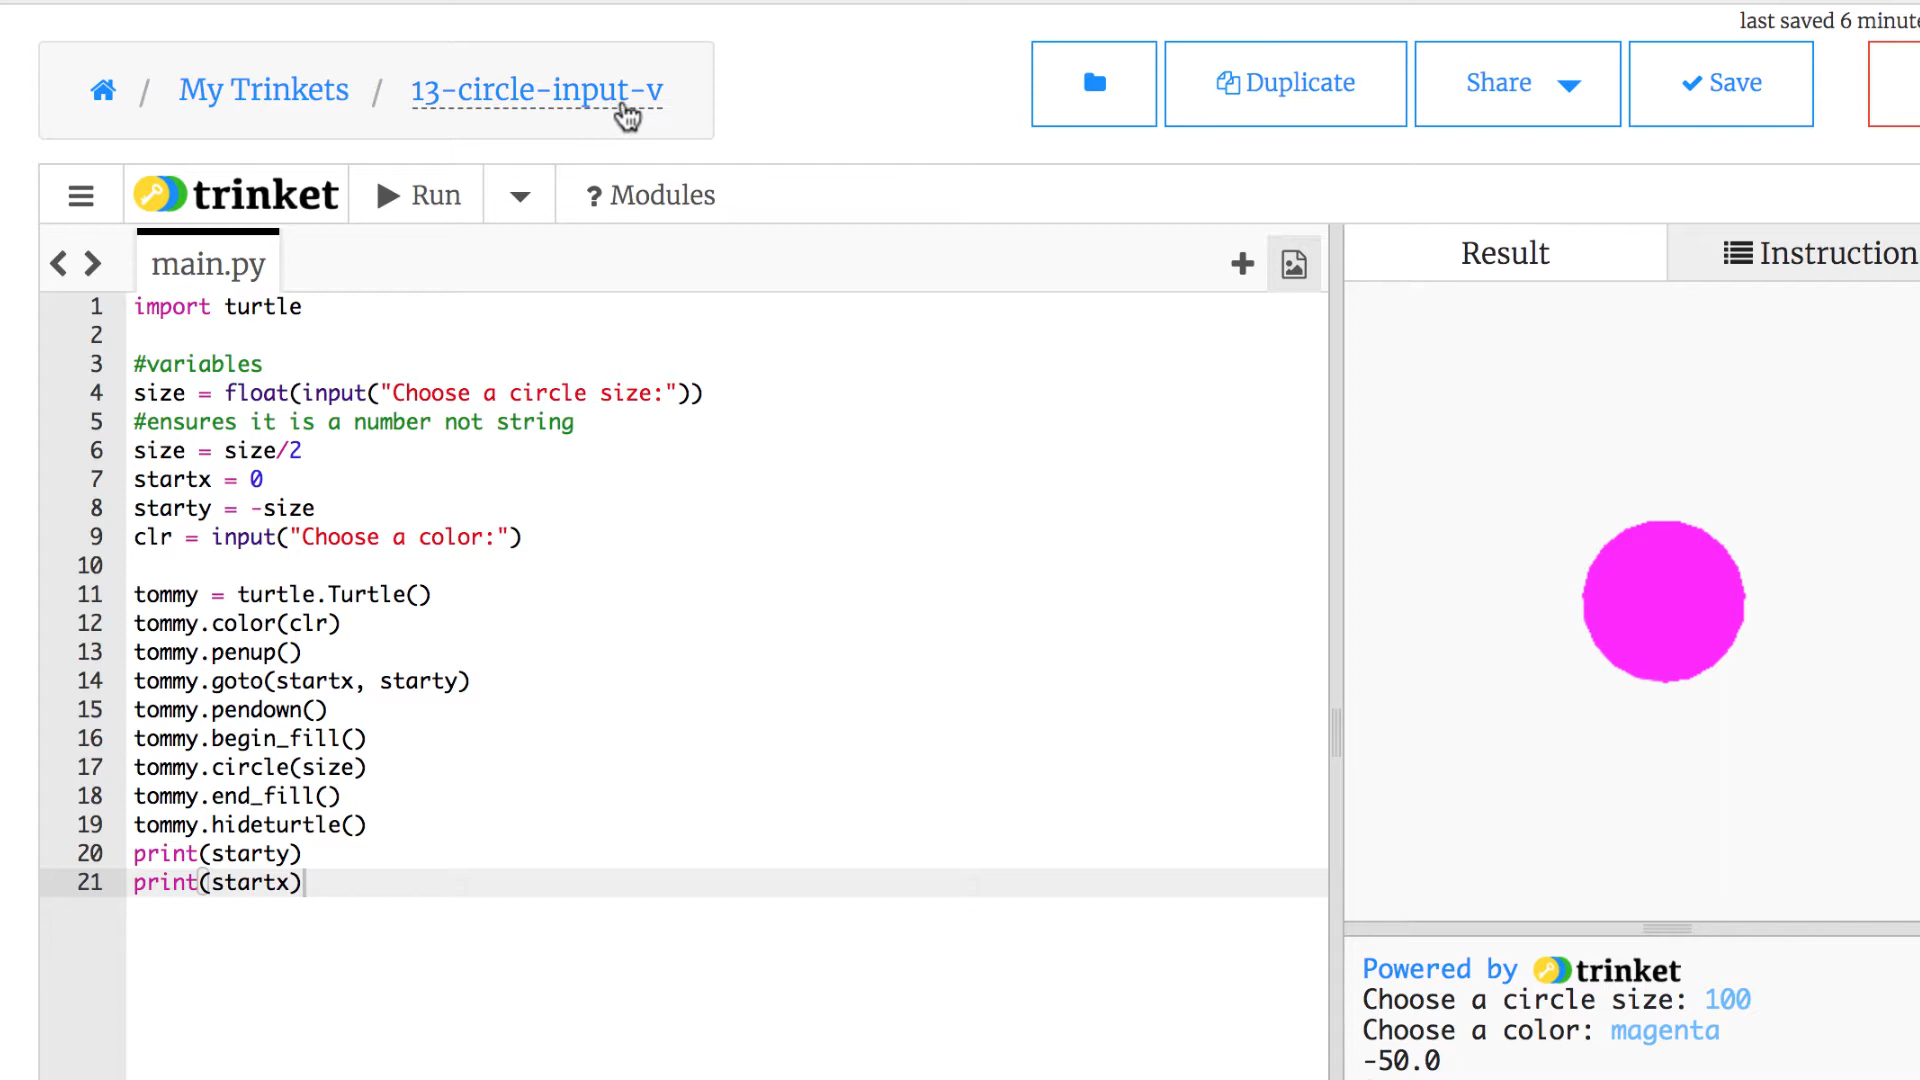 last saved 6 minute
/ My Trinkets / 13-circle-input-v
Duplicate
Share
Save
trinket
Run
? Modules
main.py
Result
Instruction
1 import turtle
2
3 #variables
4 size = float(input("Choose a circle size:"))
5 #ensures it is a number not string
6 size = size/2
7 startx = 0
8 starty = -size
9 clr = input("Choose a color:")
10
11 tommy = turtle.Turtle()
12 tommy.color(clr)
13 tommy.penup()
14 tommy.goto(startx, starty)
15 tommy.pendown()
16 tommy.begin_fill()
17 tommy.circle(size)
18 tommy.end_fill()
19 tommy.hideturtle()
20 print(starty)
21 print(startx)
Powered by trinket
Choose a circle size: 100
Choose a color: magenta
-50.0